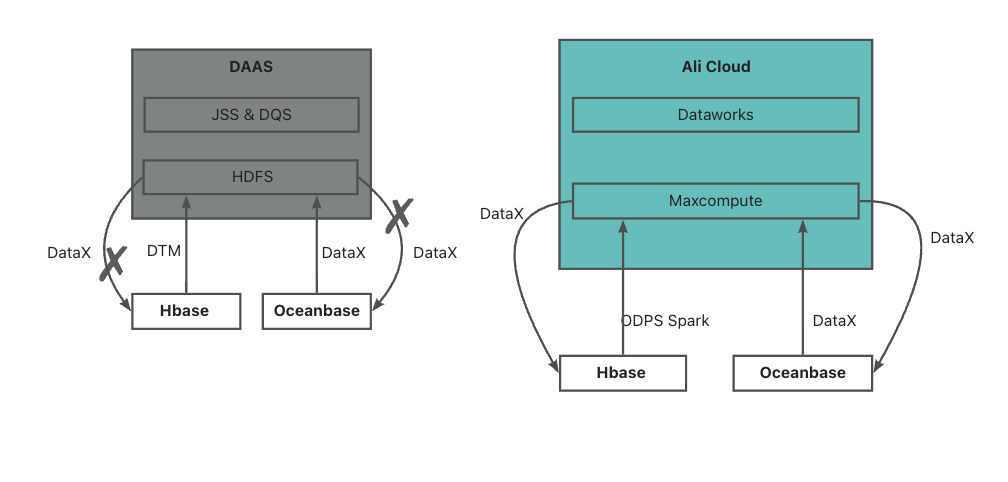 DAAS
JSS & DQS
HDFS
DataX
DTM
DataX
DataX
Hbase
Oceanbase
Ali Cloud
Dataworks
Maxcompute
DataX
DataX
ODPS Spark
DataX
Hbase
Oceanbase